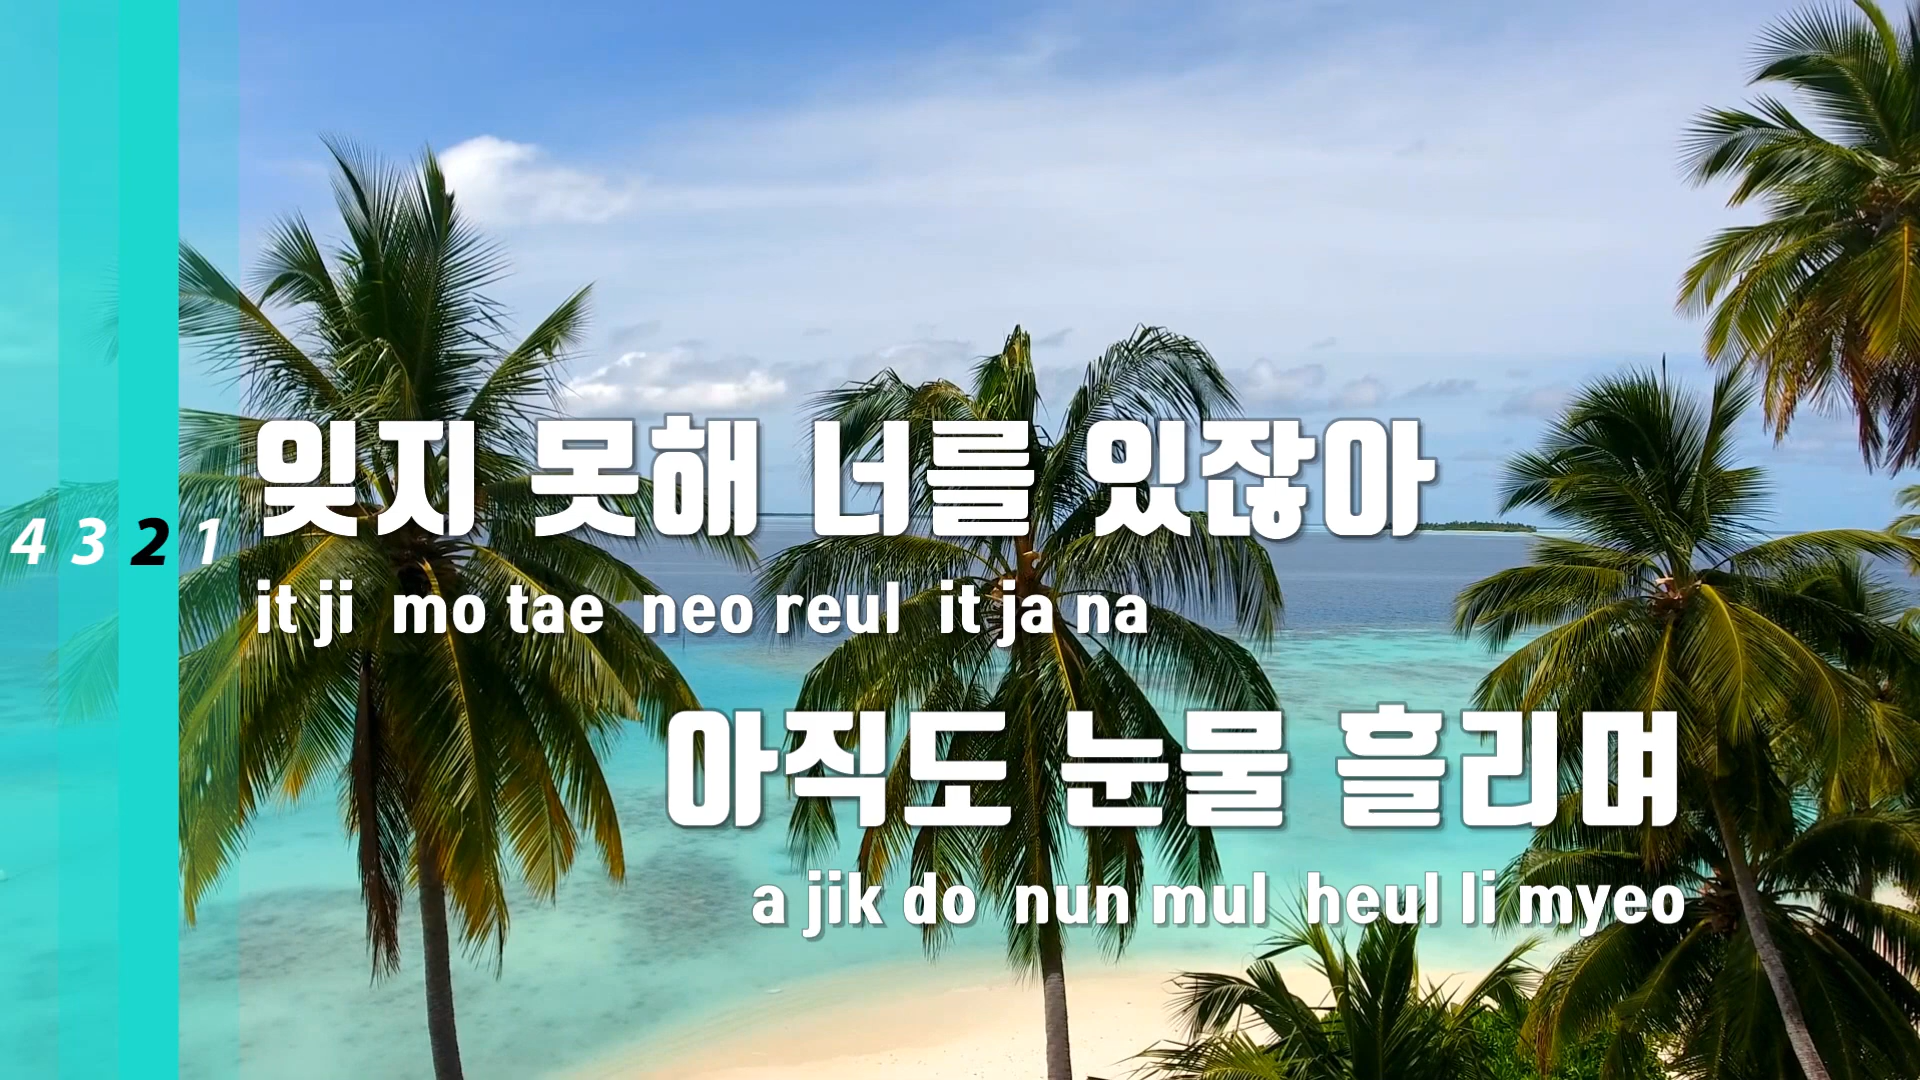 4 3 2 1
잊지 못해 너를 있잖아
it ji mo tae neo reul it ja na
아직도 눈물 흘리며
a jik do nun mul heul li myeo